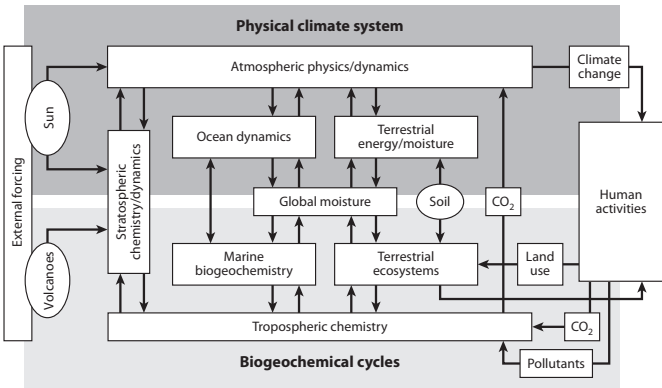 Physical climate system
Atmospheric physics/dynamics
Climate
change
Sun
External forcing
Stratospheric
chemistry/dynamics
Ocean dynamics
Terrestrial
energy/moisture
Global moisture
Soil
CO2
Human
activities
Volcanoes
Marine
biogeochemistry
Terrestrial
ecosystems
Land
use
Tropospheric chemistry
CO2
Biogeochemical cycles
Pollutants